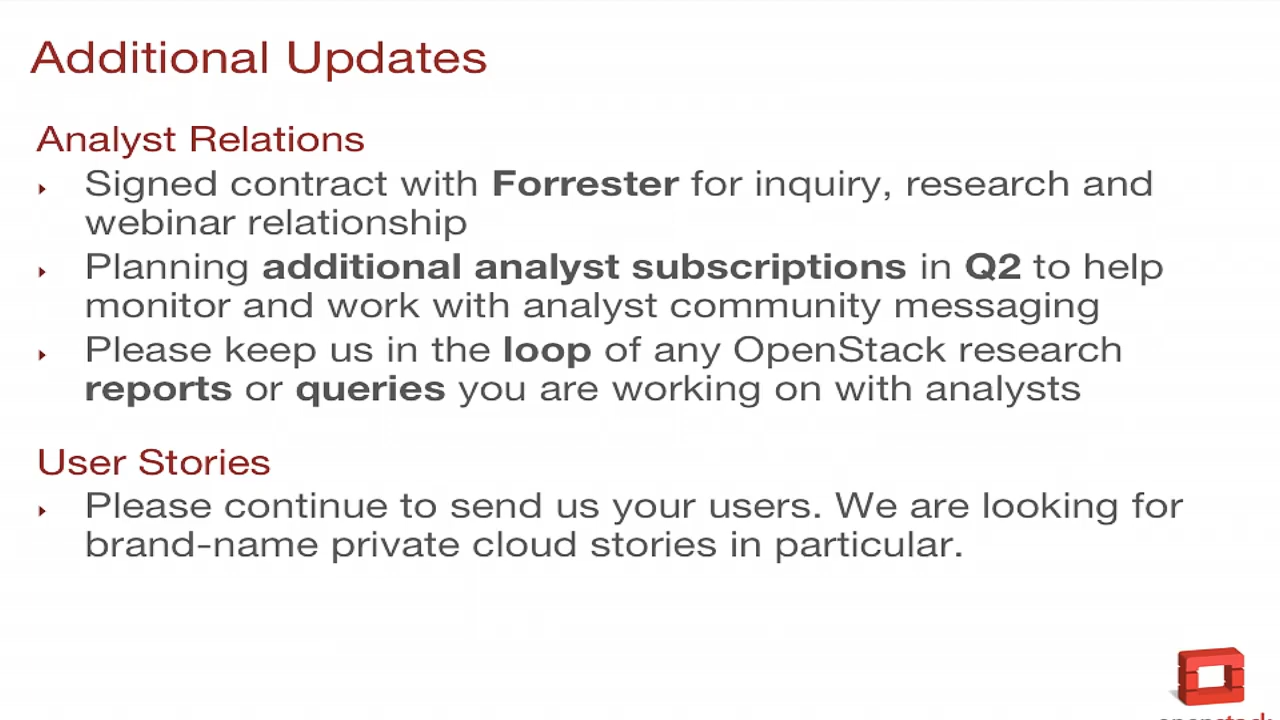 Additional Updates
Analyst Relations
Signed contract with Forrester for inquiry, research and
webinar relationship
Planning additional analyst subscriptions in Q2 to help
monitor and work with analyst community messaging
Please keep us in the loop of any OpenStack research
reports or queries you are working on with analysts
User Stories
Please continue to send us your users. We are looking for
brand-name private cloud stories in particular.
openstack